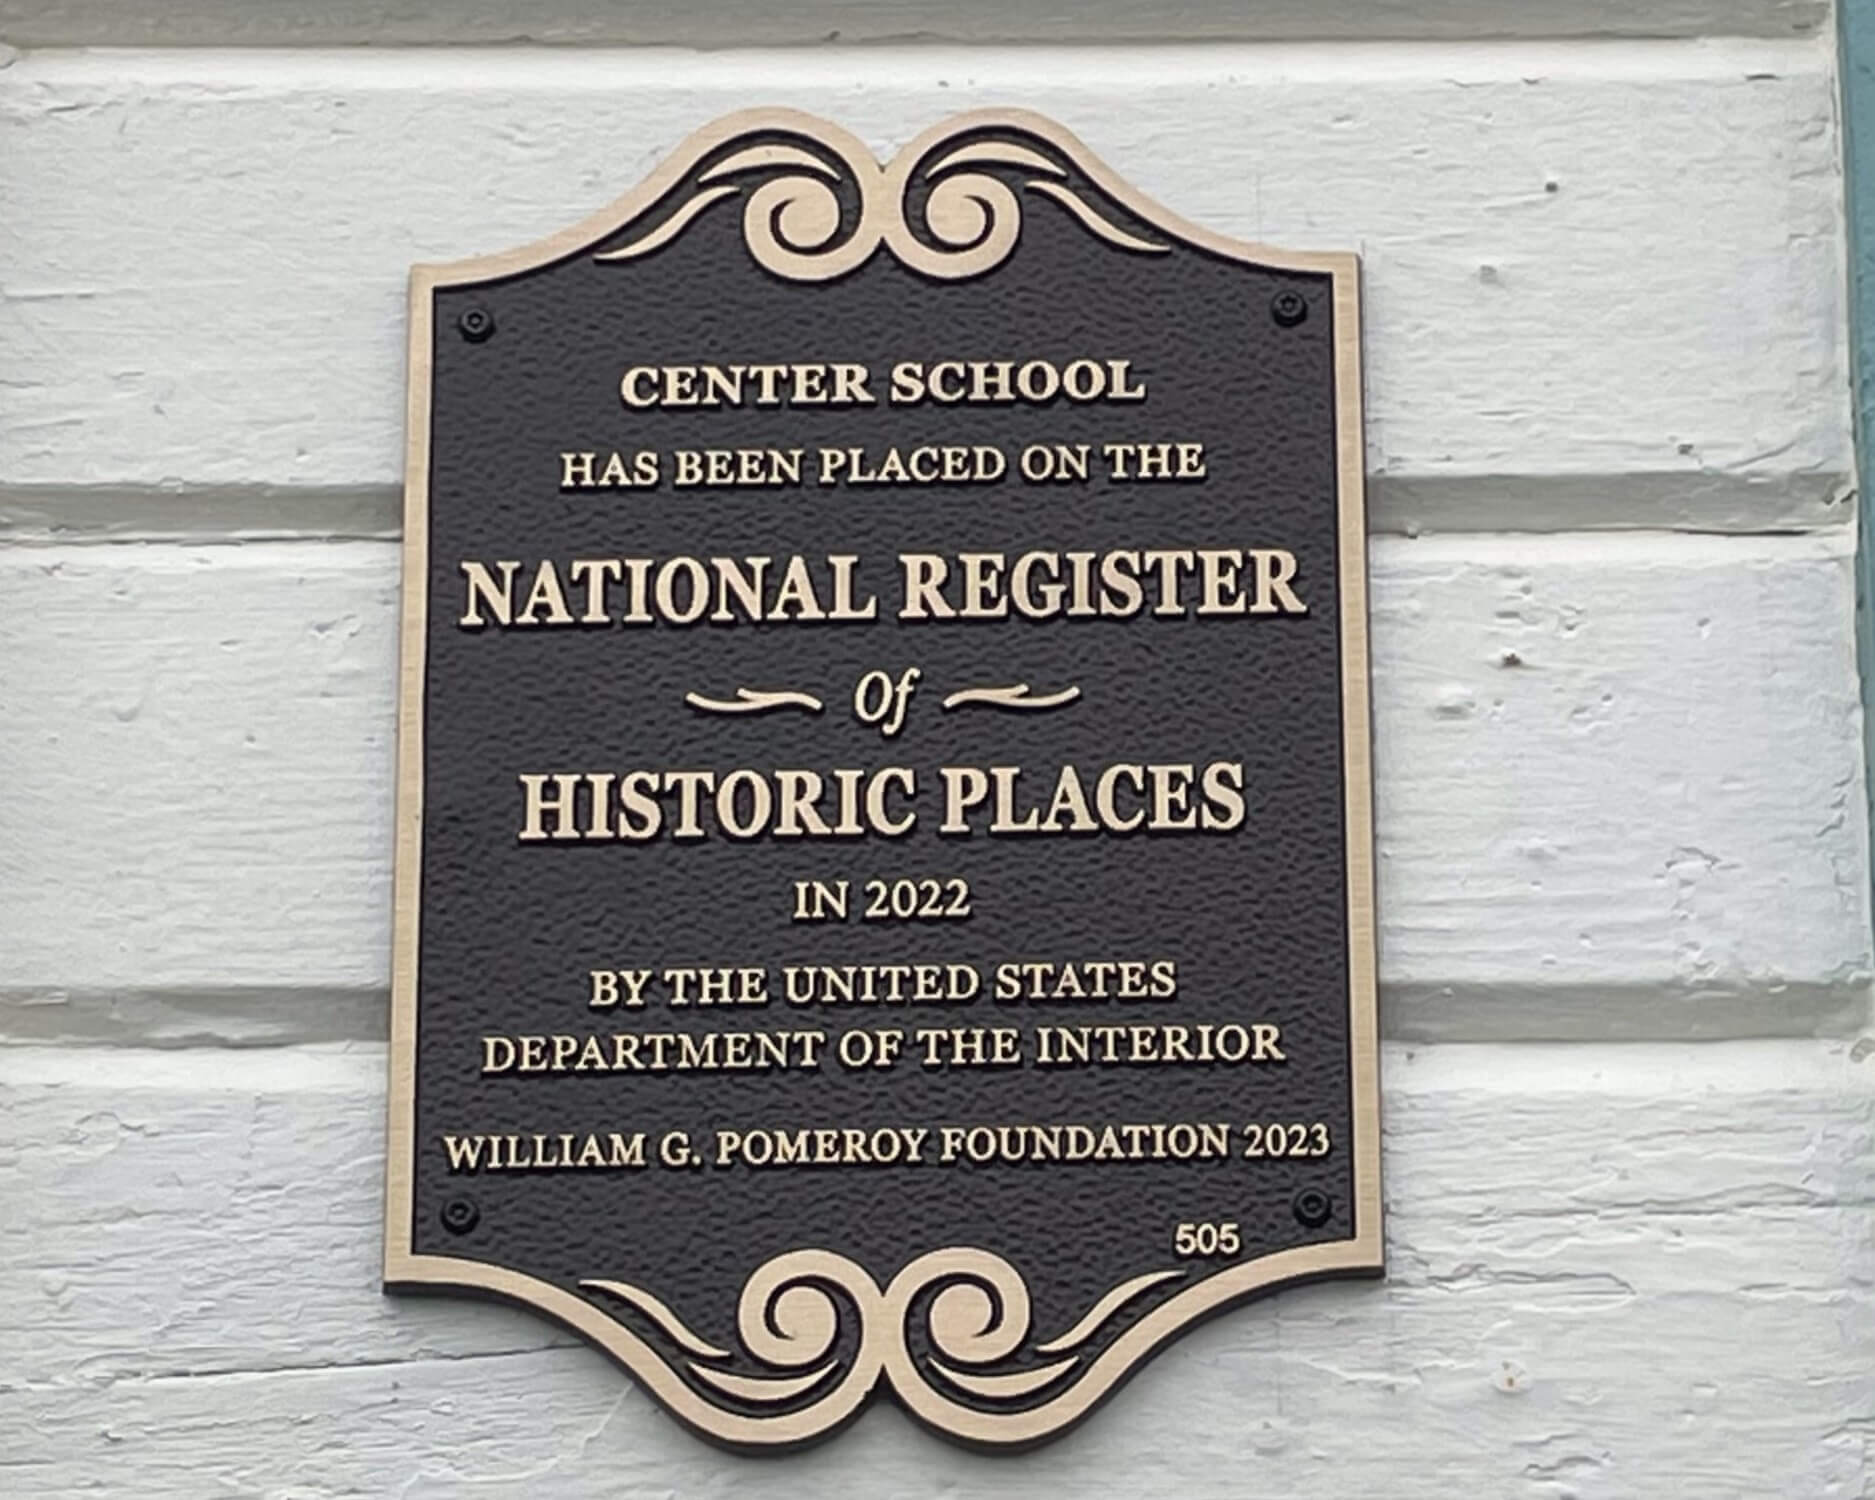 CENTER SCHOOL
HAS BEEN PLACED ON THE
NATIONAL REGISTER
Of
HISTORIC PLACES
IN 2022
BY THE UNITED STATES
DEPARTMENT OF THE INTERIOR
WILLIAM G. POMEROY FOUNDATION 2023
505